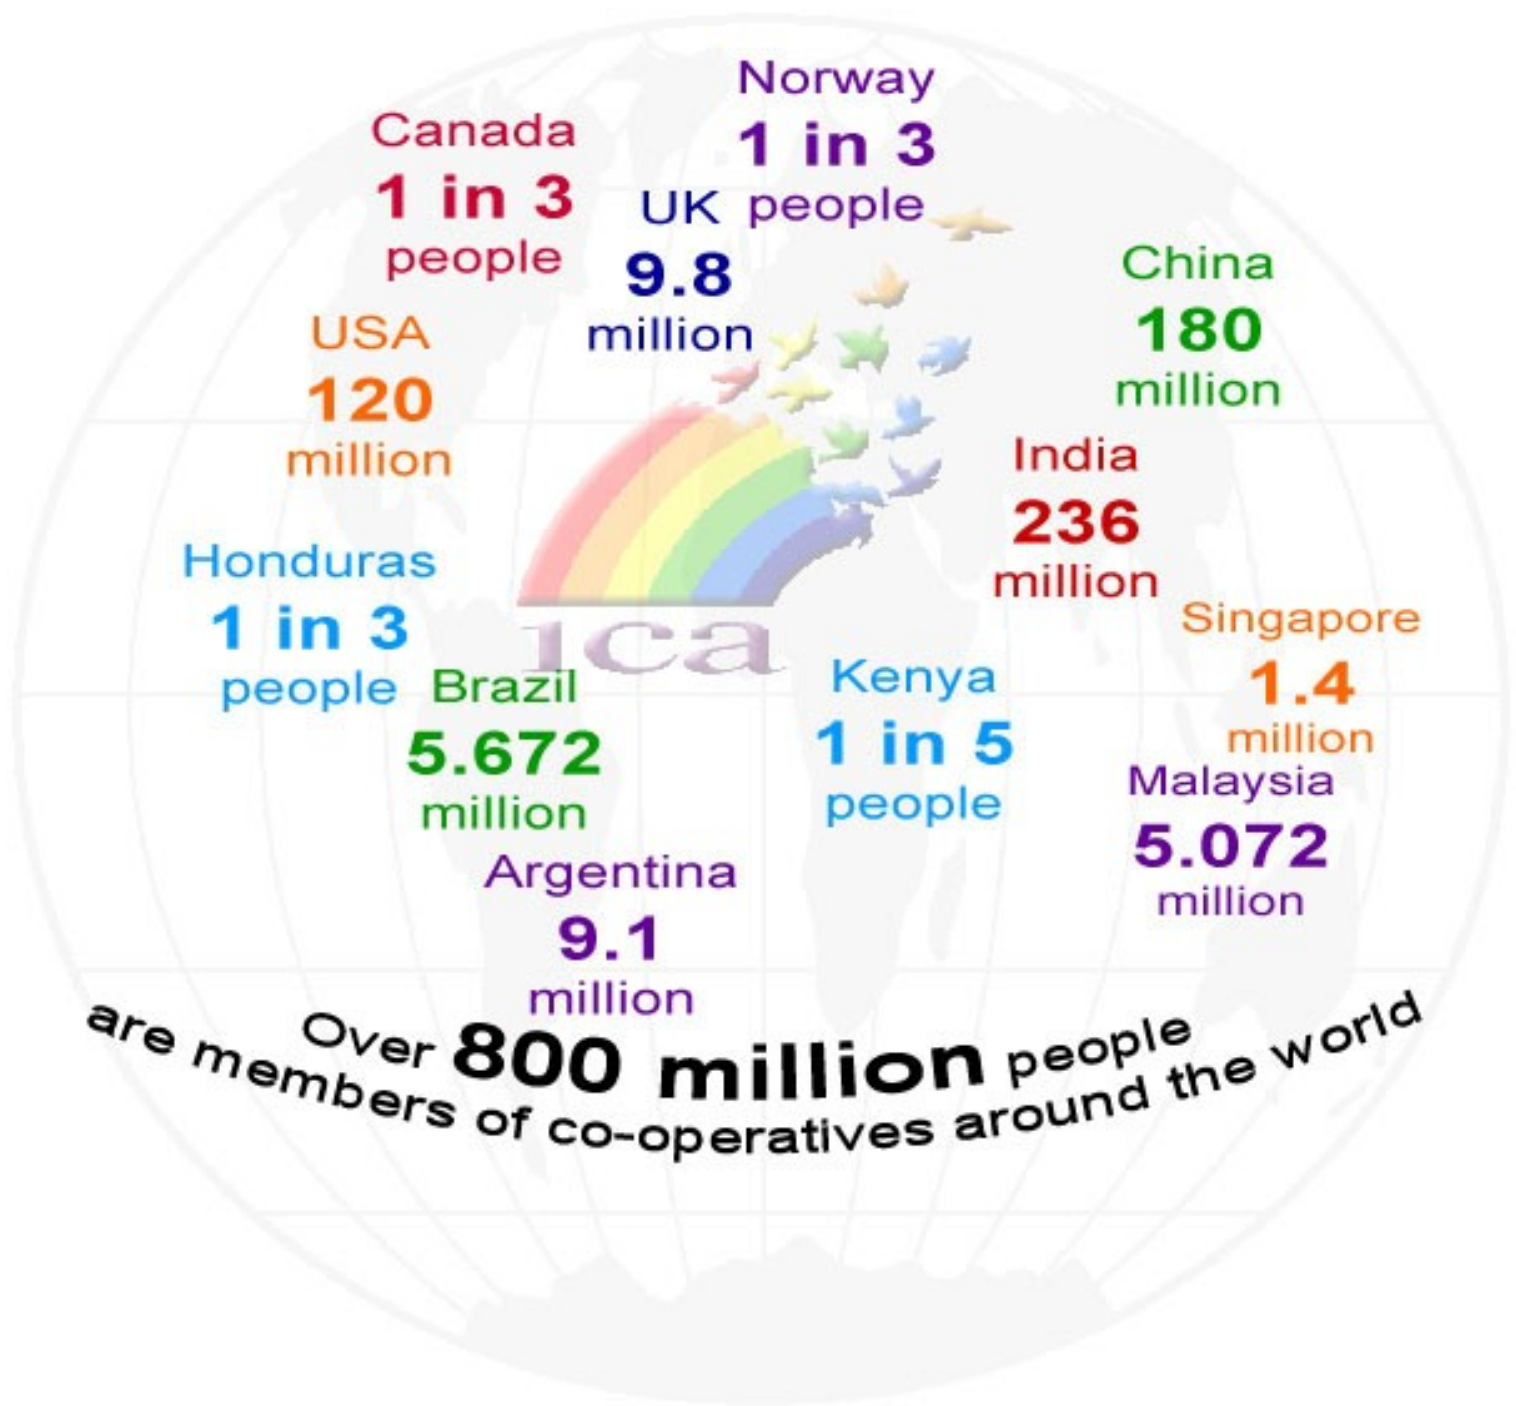 Norway
1 in 3
people
Canada
1 in 3
people
UK
9.8
million
China
180
million
USA
120
million
India
236
million
Honduras
1 in 3
people
ica
Singapore
1.4
million
Brazil
5.672
million
Kenya
1 in 5
people
Malaysia
5.072
million
Argentina
9.1
million
Over 800 million people
are members of co-operatives around the world